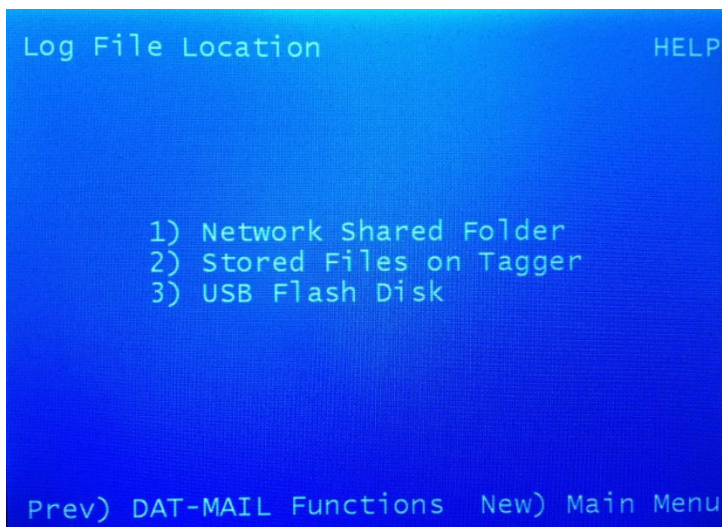 Log File Location HELP
1) Network Shared Folder
2) Stored Files on Tagger
3) USB Flash Disk
Prev) DAT-MAIL Functions New) Main Menu